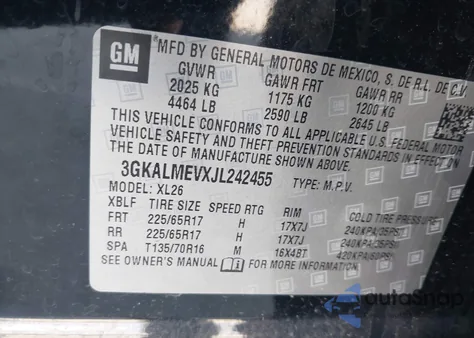 GM
MFD BY GENERAL MOTORS DE MEXICO, S. DE R.L. DE C.V.
GVWR GAWR FRT GAWR RR
2025 KG 1175 KG 1200 KG
4464 LB 2590 LB 2645 LB
THIS VEHICLE CONFORMS TO ALL APPLICABLE U.S. FEDERAL MOTOR
VEHICLE SAFETY AND THEFT PREVENTION STANDARDS IN EFFECT ON
THE DATE OF MANUFACTURE SHOWN ABOVE.
3GKALMEVXJL242455 TYPE: M.P.V.
MODEL: XL26
XBLF TIRE SIZE SPEED RTG RIM COLD TIRE PRESSURE
FRT 225/65R17 H 17X7J 240KPA/35PSI
RR 225/65R17 H 17X7J 240KPA/35PSI
SPA T135/70R16 M 16X4BT 420KPA/60PSI
SEE OWNER'S MANUAL FOR MORE INFORMATION.
AutoSnap